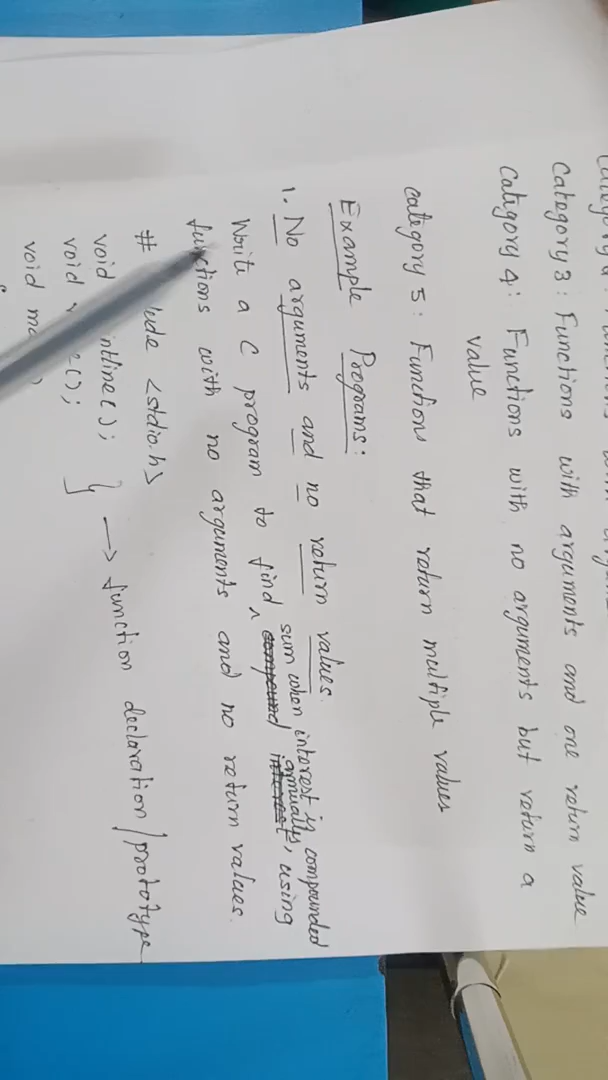 Category 3: Functions with arguments and one return value
Category 4: Functions with no arguments but return a
value
category 5: Functions that return multiple values
Example Programs:
1. No arguments and no return values.
Write a C program to find sum when interest is compounded
annually, using
functions with no arguments and no return values.
# lude <stdio.h>
void intline();
void e(); } → function declaration/prototype
void ma )